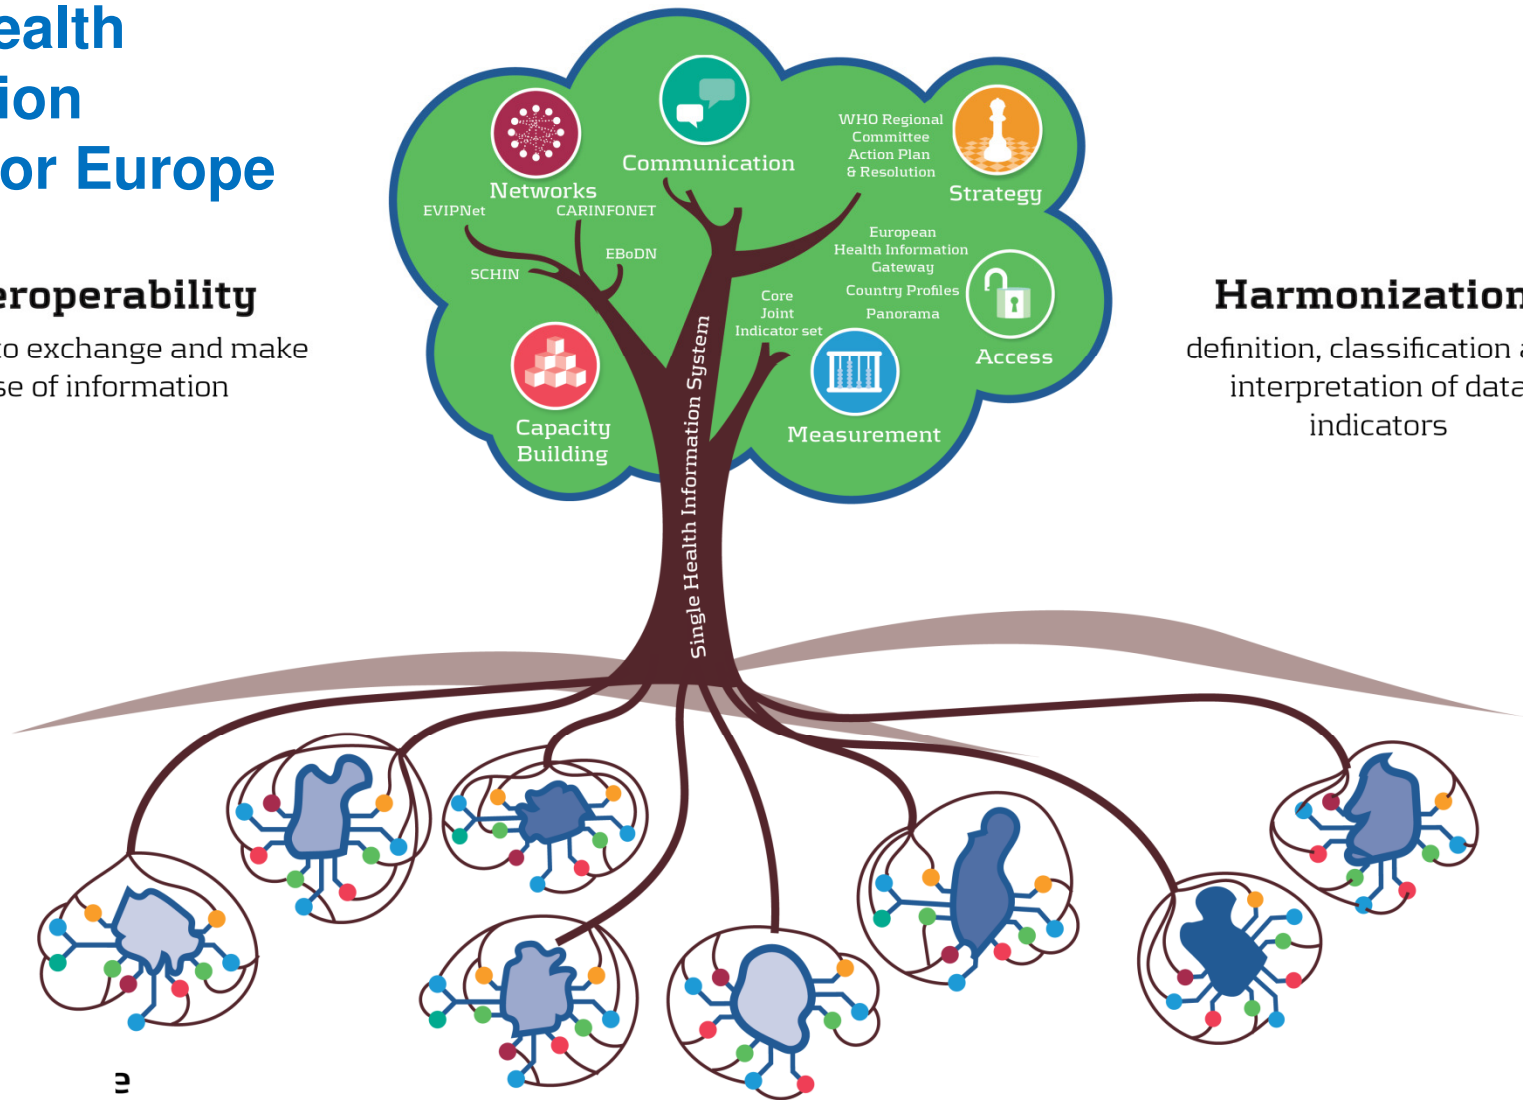 ealth
ion
or Europe
eroperability
to exchange and make
se of information
Networks
EVIPNet
CARINFONET
SCHIN
EBoDN
Communication
WHO Regional
Committee
Action Plan
& Resolution
Strategy
European
Health Information
Gateway
Country Profiles
Panorama
Access
Core
Joint
Indicator set
Measurement
Capacity
Building
Single Health Information System
Harmonization
definition, classification a
interpretation of data
indicators
e